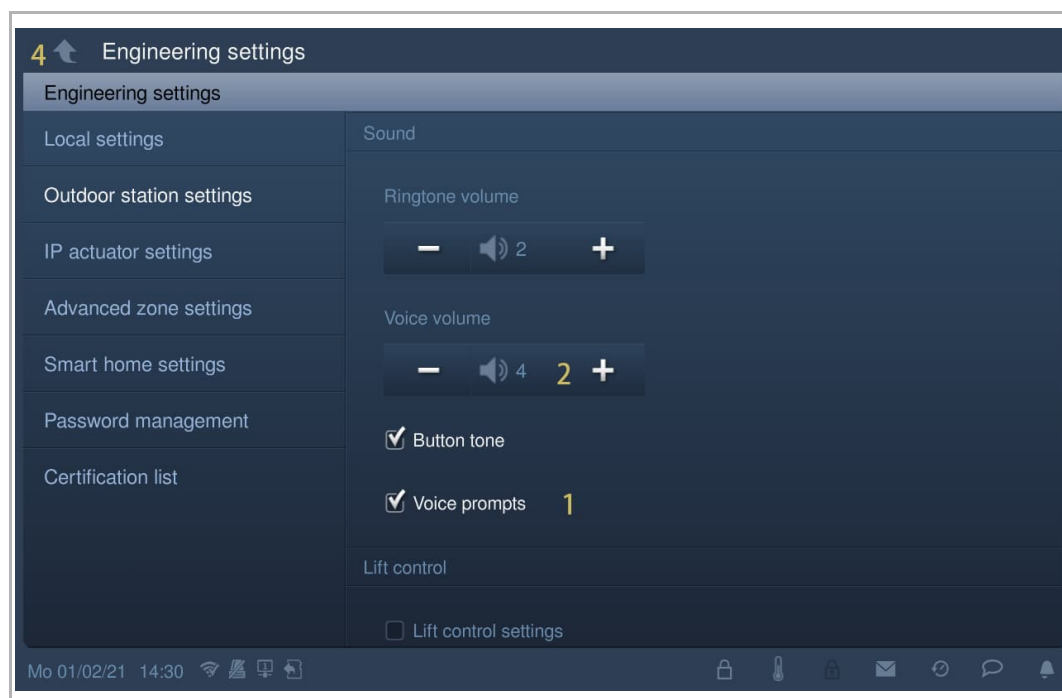 4 Engineering settings
Engineering settings
Local settings
Outdoor station settings
IP actuator settings
Advanced zone settings
Smart home settings
Password management
Certification list
Sound
Ringtone volume
2
Voice volume
4 2
Button tone
Voice prompts 1
Lift control
Lift control settings
Mo 01/02/21 14:30